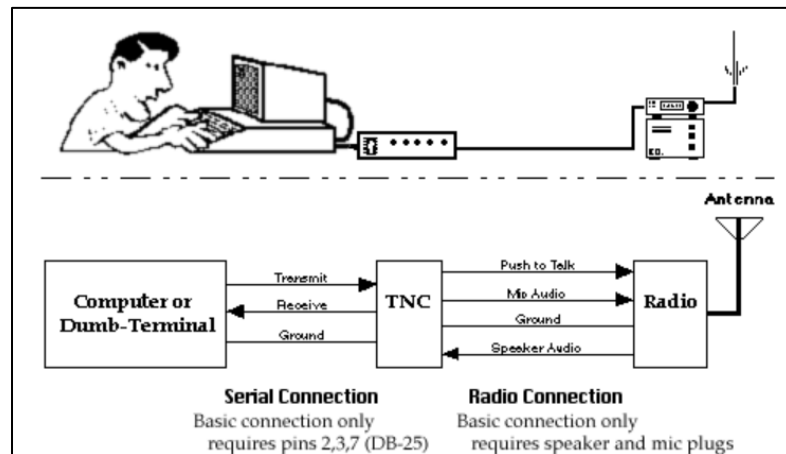 Antenna
Computer or
Dumb-Terminal
Transmit
Receive
Ground
TNC
Push to Talk
Mic Audio
Ground
Speaker Audio
Radio
Serial Connection
Basic connection only
requires pins 2,3,7 (DB-25)
Radio Connection
Basic connection only
requires speaker and mic plugs